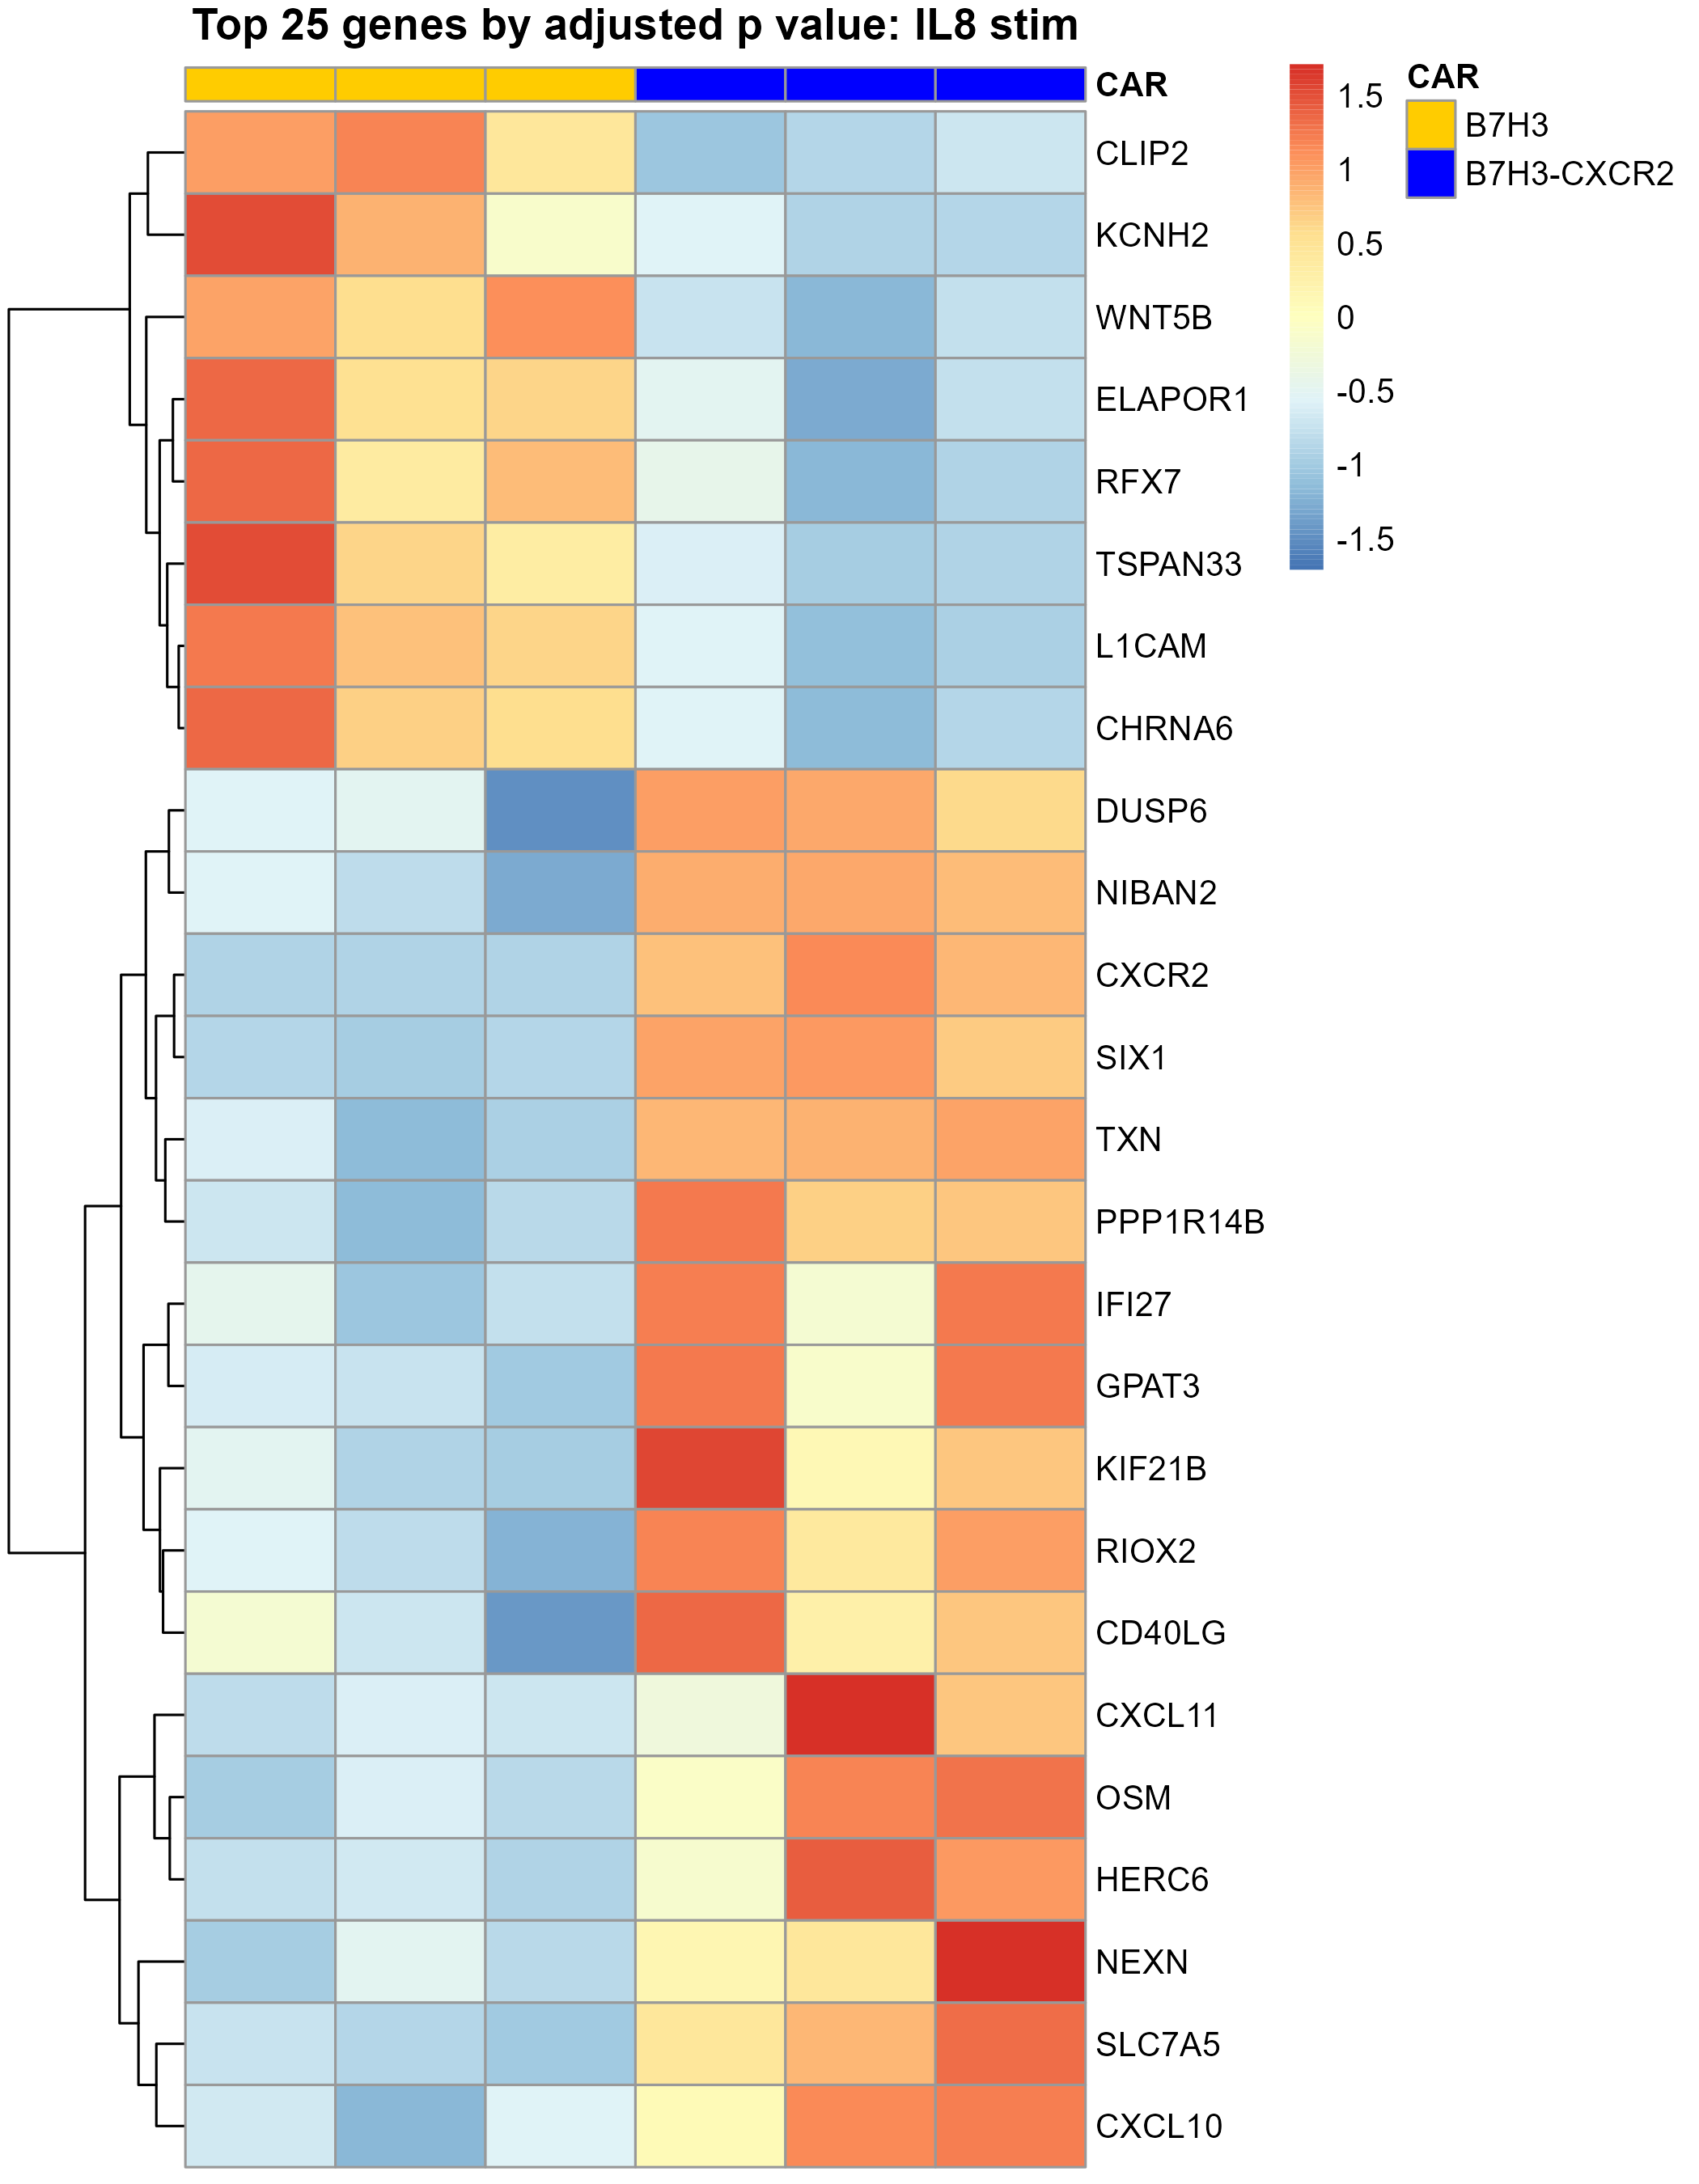 Top 25 genes by adjusted p value: IL8 stim
CAR
CLIP2
KCNH2
WNT5B
ELAPOR1
RFX7
TSPAN33
L1CAM
CHRNA6
DUSP6
NIBAN2
CXCR2
SIX1
TXN
PPP1R14B
IFI27
GPAT3
KIF21B
RIOX2
CD40LG
CXCL11
OSM
HERC6
NEXN
SLC7A5
CXCL10
1.5
1
0.5
0
-0.5
-1
-1.5
CAR
B7H3
B7H3-CXCR2